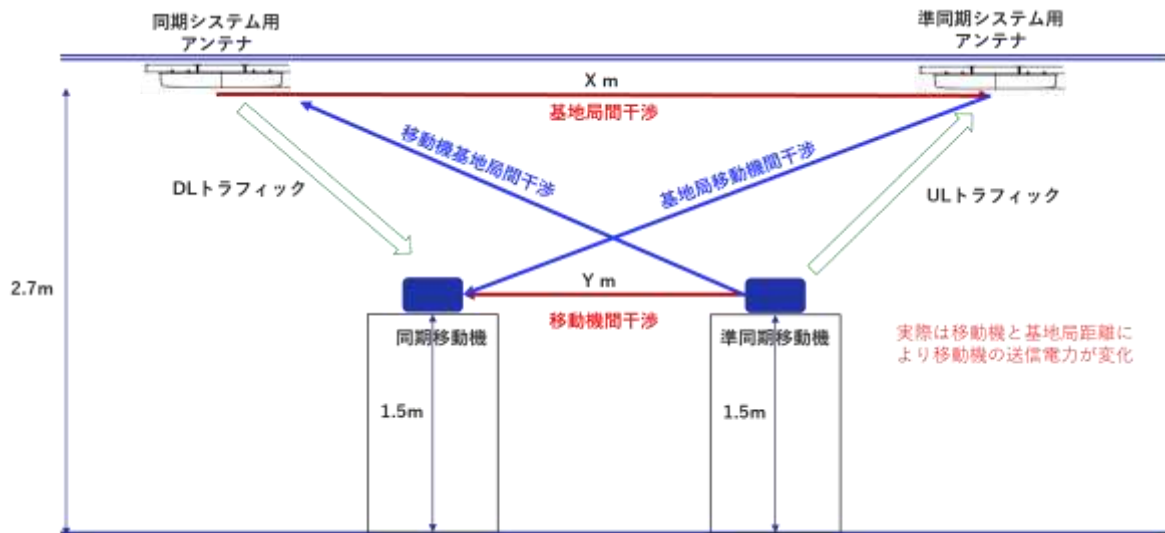 同期システム用
アンテナ
準同期システム用
アンテナ
X m
基地局間干渉
移動機基地局間干渉
基地局移動機間干渉
DLトラフィック
ULトラフィック
2.7m
Y m
移動機間干渉
同期移動機
準同期移動機
実際は移動機と基地局距離に
より移動機の送信電力が変化
1.5m
1.5m